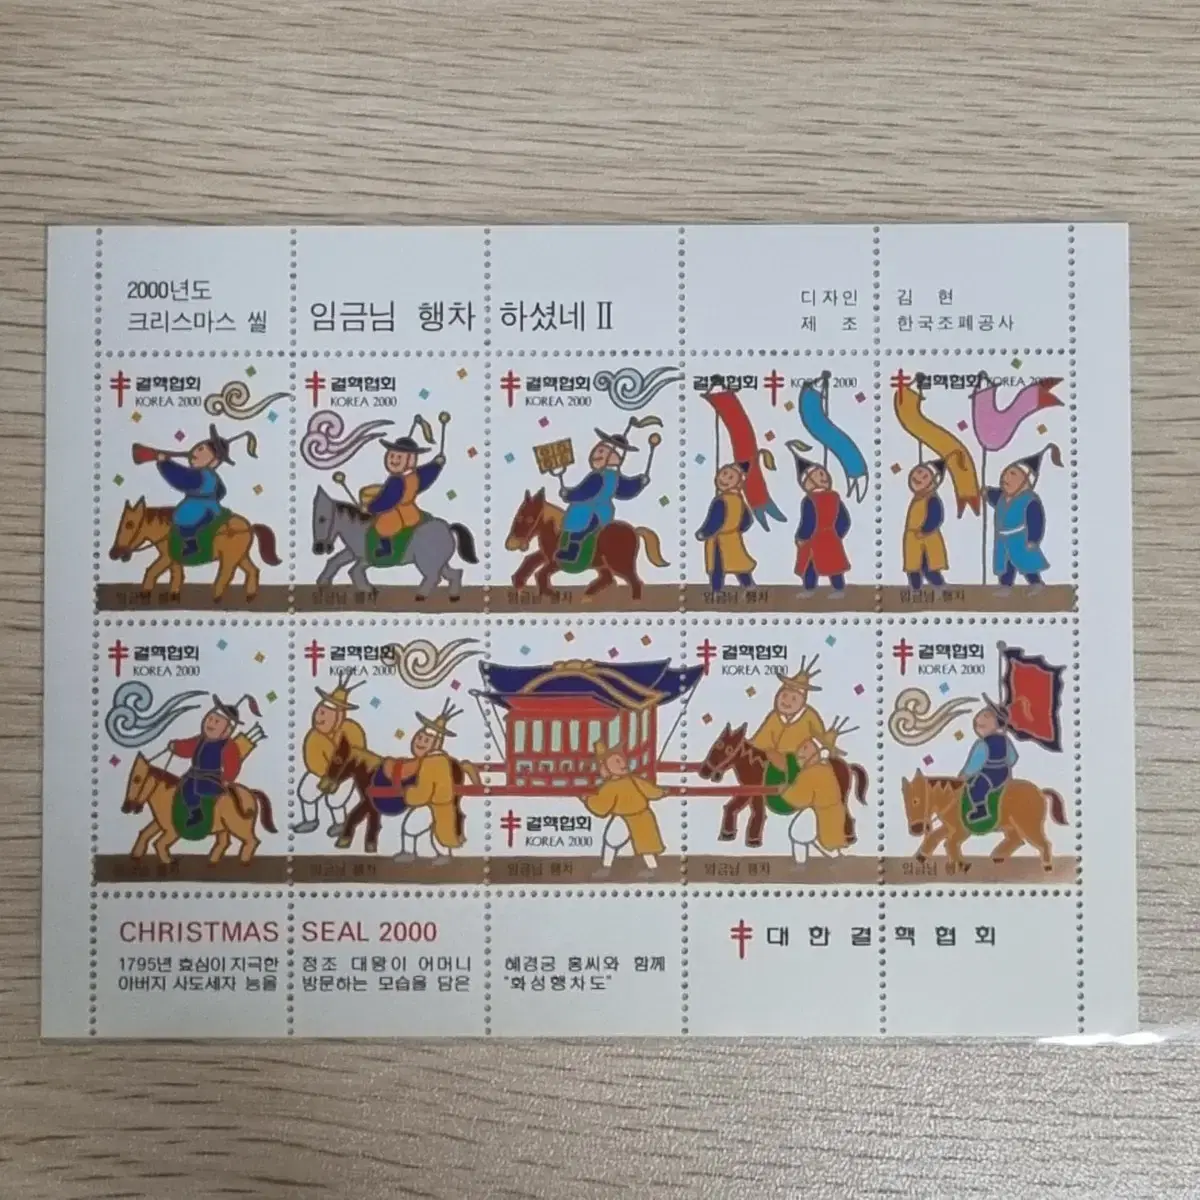 2000년도
크리스마스 씰
임금님 행차 하셨네 II
디자인 김 현
제 조 한국조폐공사
결핵협회
KOREA 2000
임금님 행차
결핵협회
KOREA 2000
임금님 행차
결핵협회
KOREA 2000
임금님 행차
결핵협회 KOREA 2000
임금님 행차
결핵협회 KOREA 2000
임금님 행차
결핵협회
KOREA 2000
임금님 행차
결핵협회
KOREA 2000
임금님 행차
결핵협회
KOREA 2000
임금님 행차
결핵협회
KOREA 2000
임금님 행차
결핵협회
KOREA 2000
임금님 행차
CHRISTMAS SEAL 2000
1795년 효심이 지극한 정조 대왕이 어머니 혜경궁 홍씨와 함께
아버지 사도세자 능을 방문하는 모습을 담은 "화성행차도"
대한결핵협회